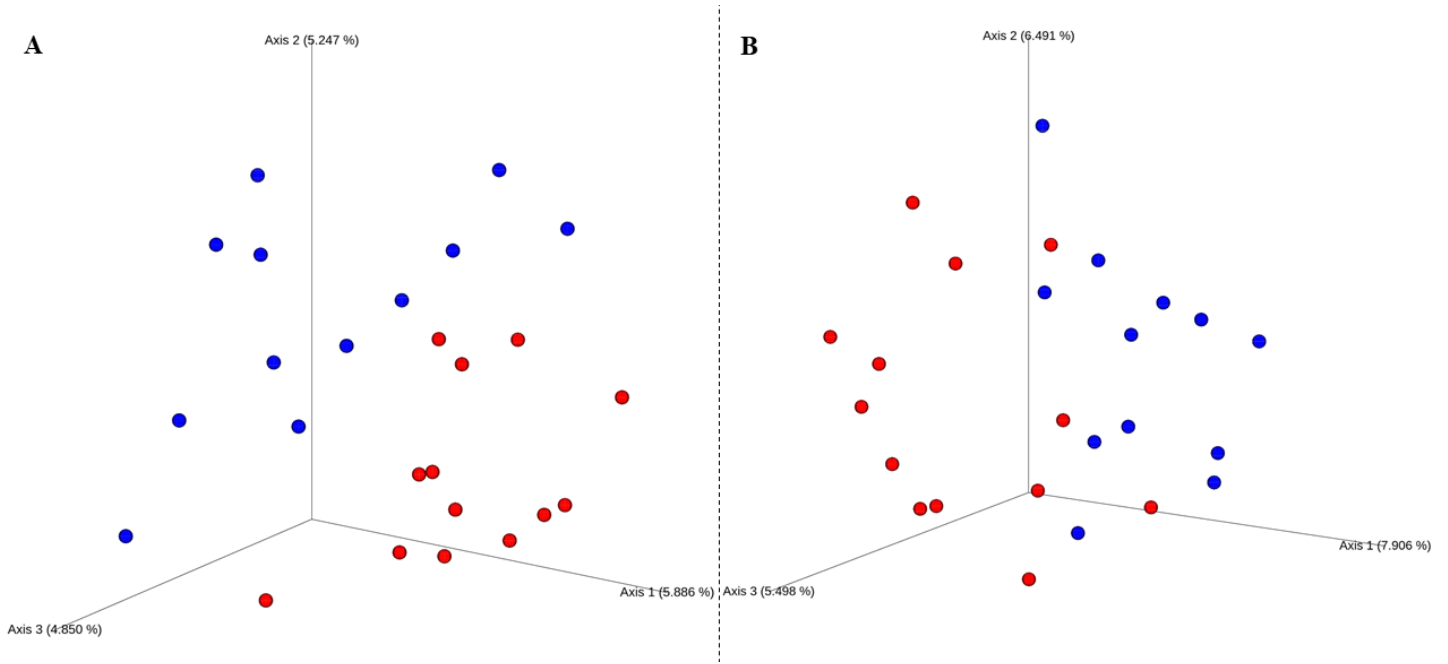 A
Axis 2 (5.247 %)
Axis 1 (5.886 %)
Axis 3 (4.850 %)
B
Axis 2 (6.491 %)
Axis 1 (7.906 %)
Axis 3 (5.498 %)